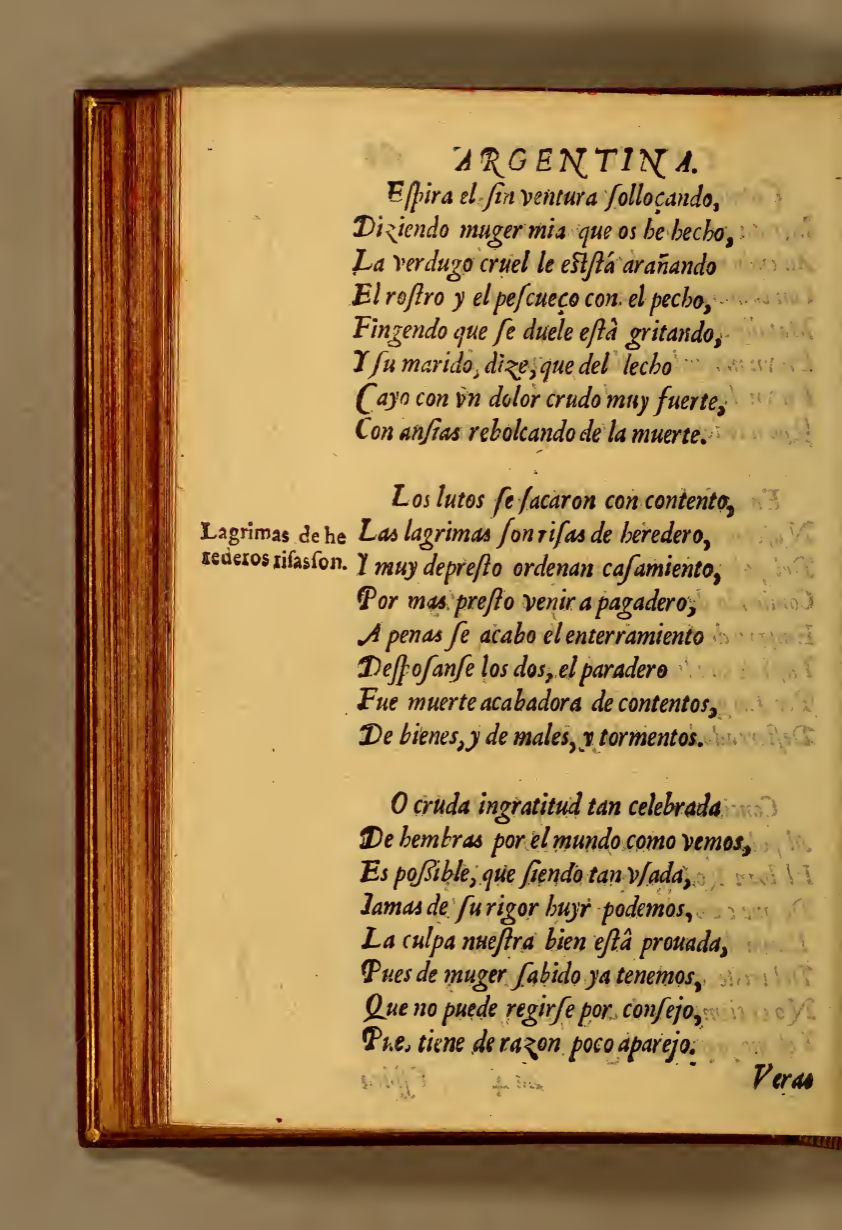 ARGENTINA.
Eſpira el ſin ventura ſolloçando,
Diziendo muger mia que os he hecho,
La verdugo cruel le eſtſtá arañando
El roſtro y el peſcueço con el pecho,
Fingendo que ſe duele eſtâ gritando,
Y ſu marido, dize, que del lecho
Cayo con vn dolor crudo muy fuerte,
Con anſias rebolcando de la muerte.
Los lutos ſe ſacaron con contento,
Las lagrimas ſon riſas de heredero,
Y muy depreſto ordenan caſamiento,
Por mas preſto venir a pagadero,
A penas ſe acabo el enterramiento
Deſpoſanſe los dos, el paradero
Fue muerte acabadora de contentos,
De bienes, y de males, y tormentos.
Lagrimas de he
rederos riſas ſon.
O cruda ingratitud tan celebrada
De hembras por el mundo como vemos,
Es poſsible, que ſiendo tan vſada,
Iamas de ſu rigor huyr podemos,
La culpa nueſtra bien eſtâ prouada,
Pues de muger ſabido ya tenemos,
Que no puede regirſe por conſejo,
Pue, tiene de razon poco aparejo.
Veras